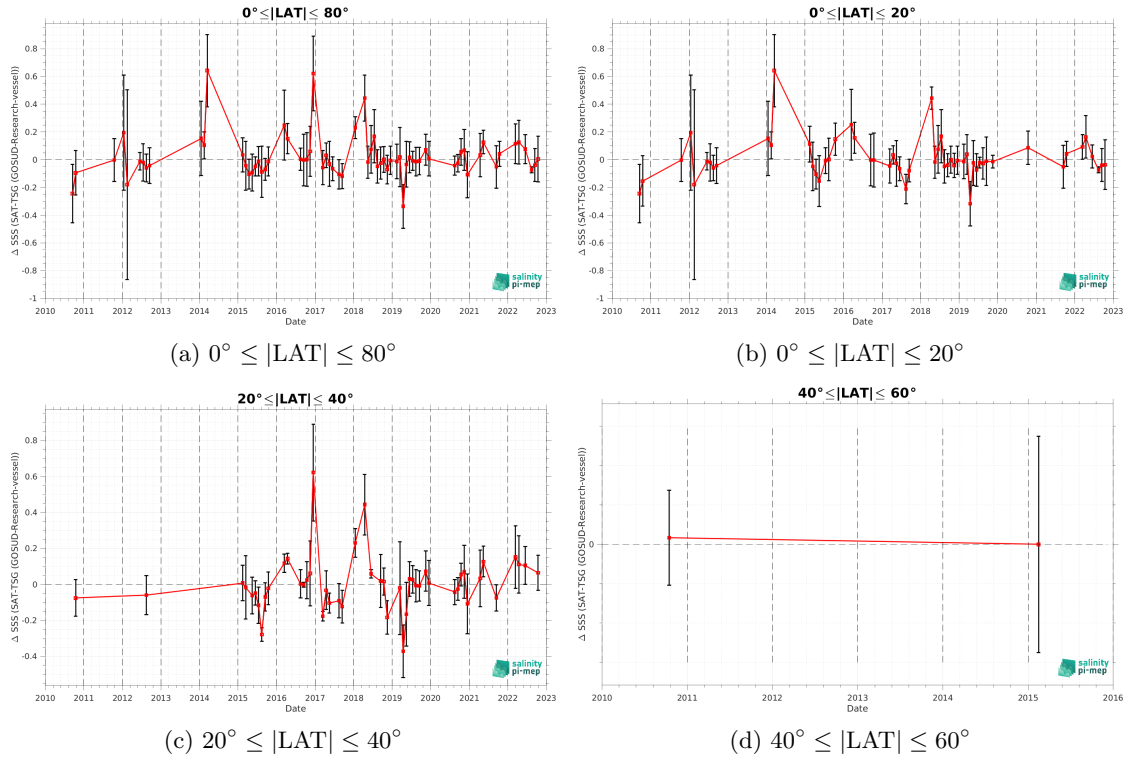 0°≤|LAT|≤ 80°
Δ SSS (SAT-TSG (GOSUD-Research-vessel))
0.8
0.6
0.4
0.2
0
-0.2
-0.4
-0.6
-0.8
-1
2010 2011 2012 2013 2014 2015 2016 2017 2018 2019 2020 2021 2022 2023
Date
salinity
pi-mep
(a) 0° ≤ |LAT| ≤ 80°
0°≤|LAT|≤ 20°
Δ SSS (SAT-TSG (GOSUD-Research-vessel))
0.8
0.6
0.4
0.2
0
-0.2
-0.4
-0.6
-0.8
-1
2010 2011 2012 2013 2014 2015 2016 2017 2018 2019 2020 2021 2022 2023
Date
salinity
pi-mep
(b) 0° ≤ |LAT| ≤ 20°
20°≤|LAT|≤ 40°
Δ SSS (SAT-TSG (GOSUD-Research-vessel))
0.8
0.6
0.4
0.2
0
-0.2
-0.4
2010 2011 2012 2013 2014 2015 2016 2017 2018 2019 2020 2021 2022 2023
Date
salinity
pi-mep
(c) 20° ≤ |LAT| ≤ 40°
40°≤|LAT|≤ 60°
Δ SSS (SAT-TSG (GOSUD-Research-vessel))
0
2010 2011 2012 2013 2014 2015 2016
Date
salinity
pi-mep
(d) 40° ≤ |LAT| ≤ 60°